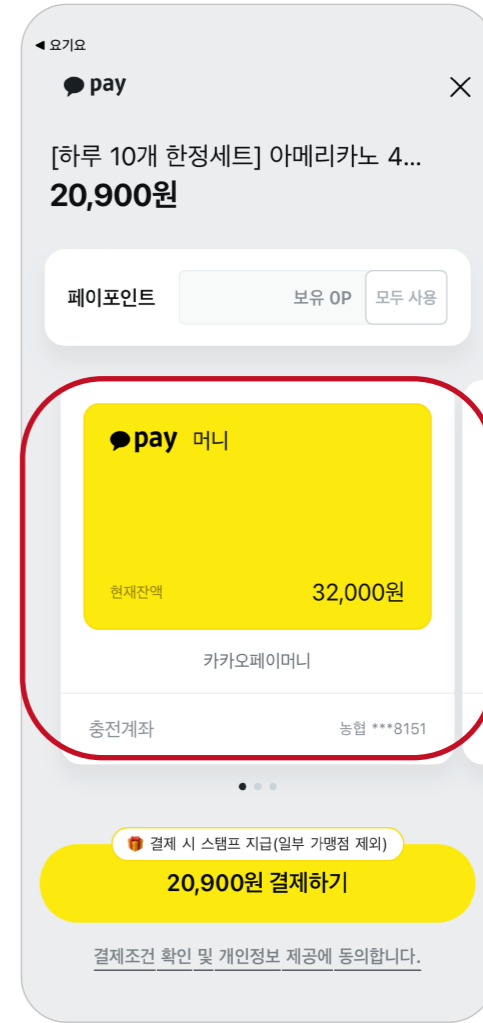 ◀ 요기요
pay
[하루 10개 한정세트] 아메리카노 4...
20,900원
페이포인트 보유 0P 모두 사용
pay 머니
현재잔액 32,000원
카카오페이머니
충전계좌 농협 ***8151
결제 시 스탬프 지급(일부 가맹점 제외)
20,900원 결제하기
결제조건 확인 및 개인정보 제공에 동의합니다.